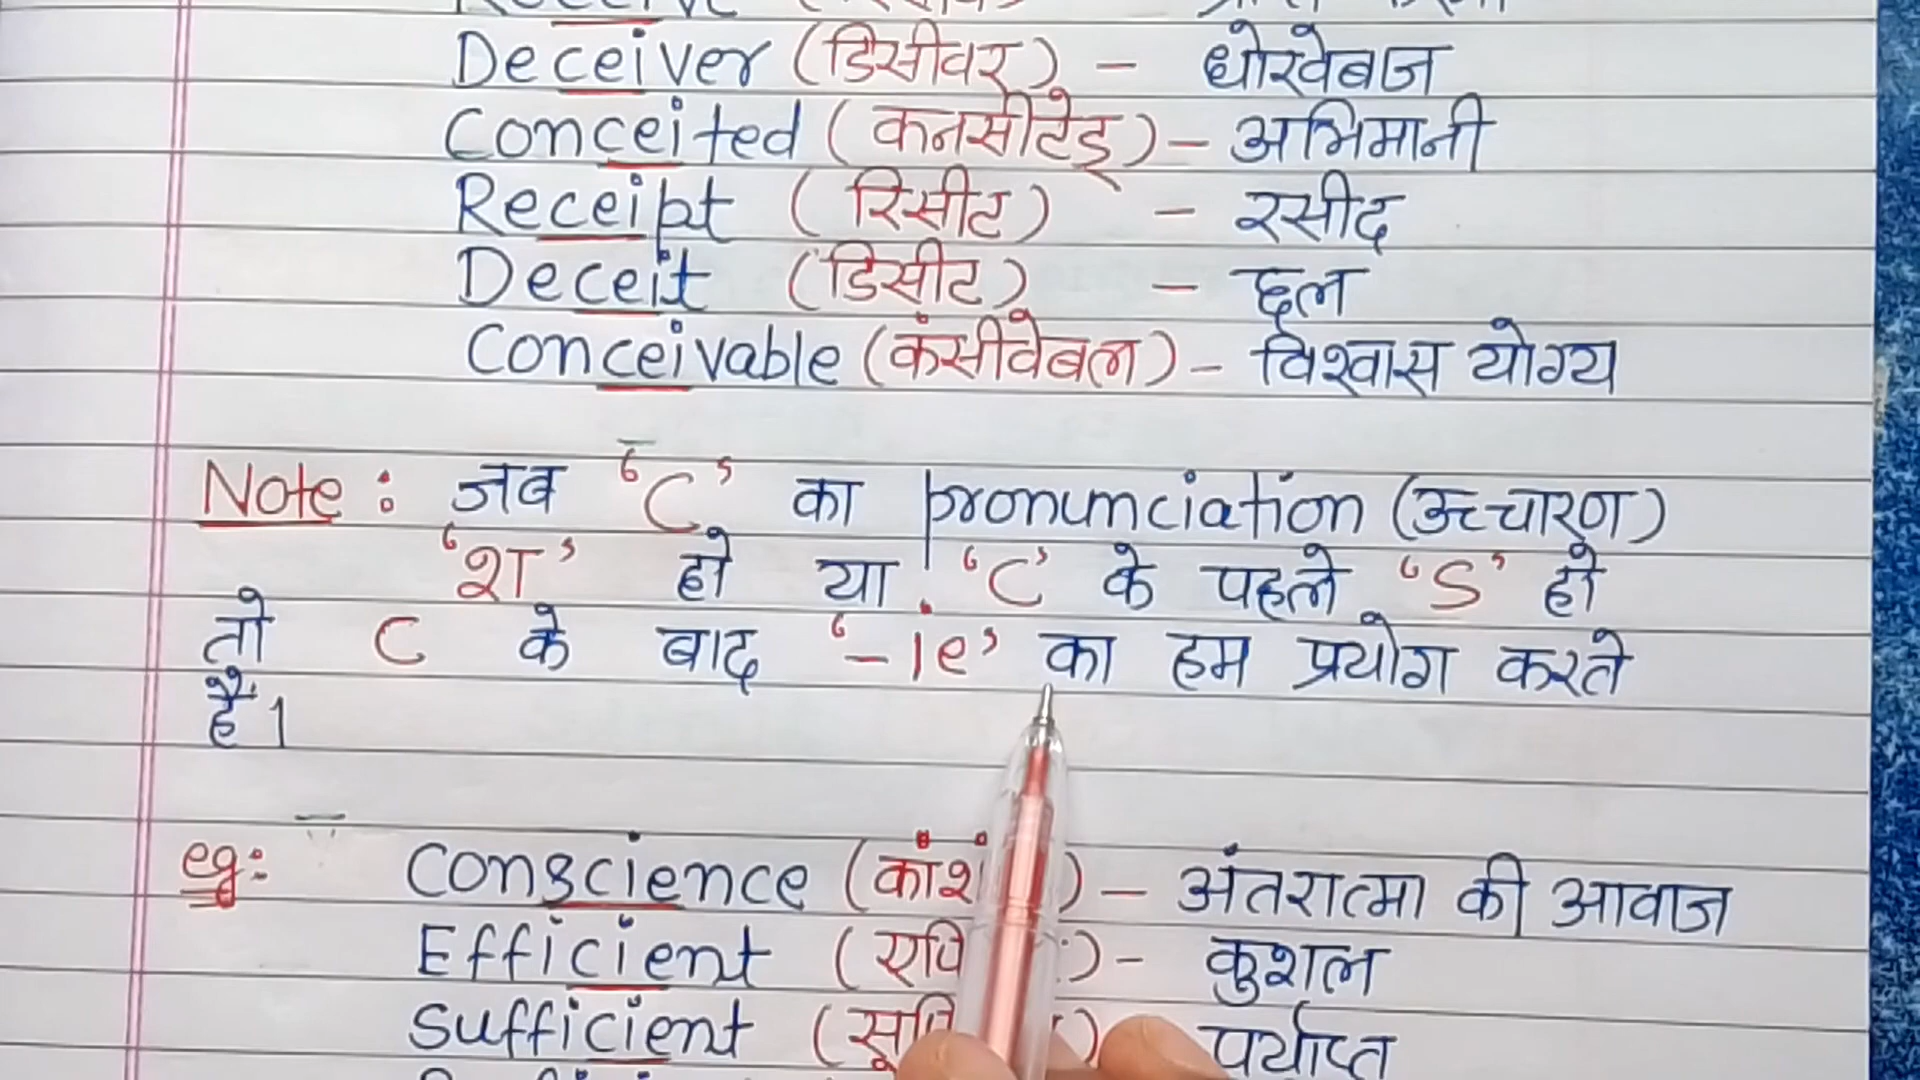 Deceiver (डिसीवर) - धोखेबाज
Conceited (कनसीटेड्) - अभिमानी
Receipt (रिसीट) - रसीद
Deceit (डिसीट) - छल
Conceivable (कंसीवेबल) - विश्वास योग्य
Note : जब 'C' का pronunciation (उच्चारण)
'श' हो या 'C' के पहले 'S' हो
तो C के बाद '-ie' का हम प्रयोग करते
हैं।
eg: Conscience ( ) - अंतरात्मा की आवाज
Efficient ( ) - कुशल
Sufficient ( ) पर्याप्त